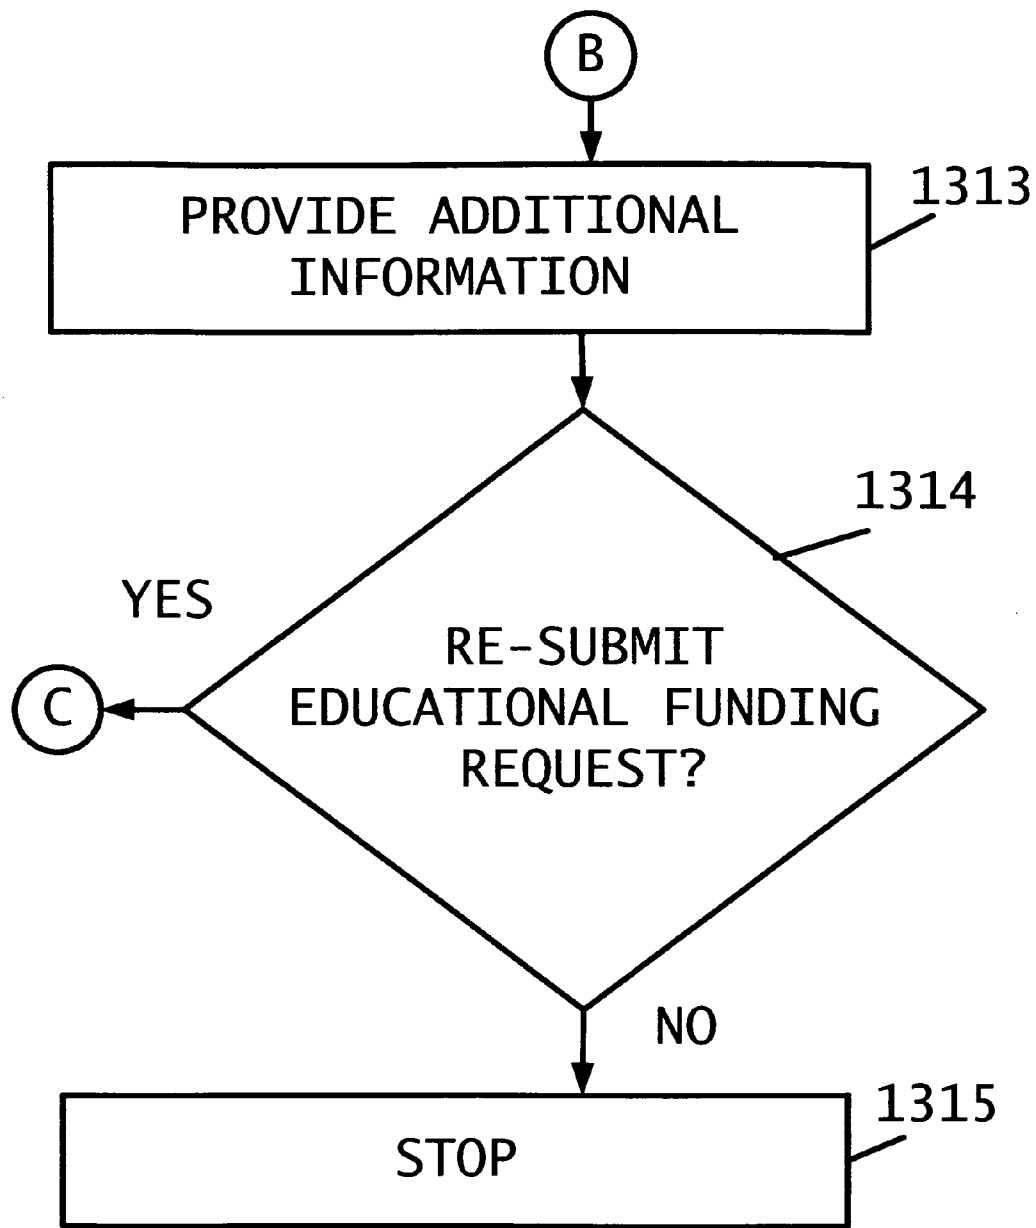 B
PROVIDE ADDITIONAL
INFORMATION
1313
1314
YES
RE-SUBMIT
EDUCATIONAL FUNDING
REQUEST?
C
NO
STOP
1315